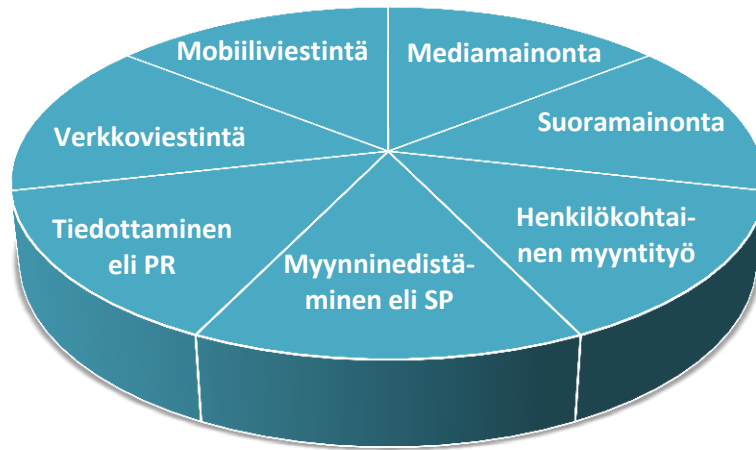 Mobiiliviestintä
Mediamainonta
Suoramainonta
Henkilökohtai-
nen myyntityö
Myynninedistä-
minen eli SP
Tiedottaminen
eli PR
Verkkoviestintä